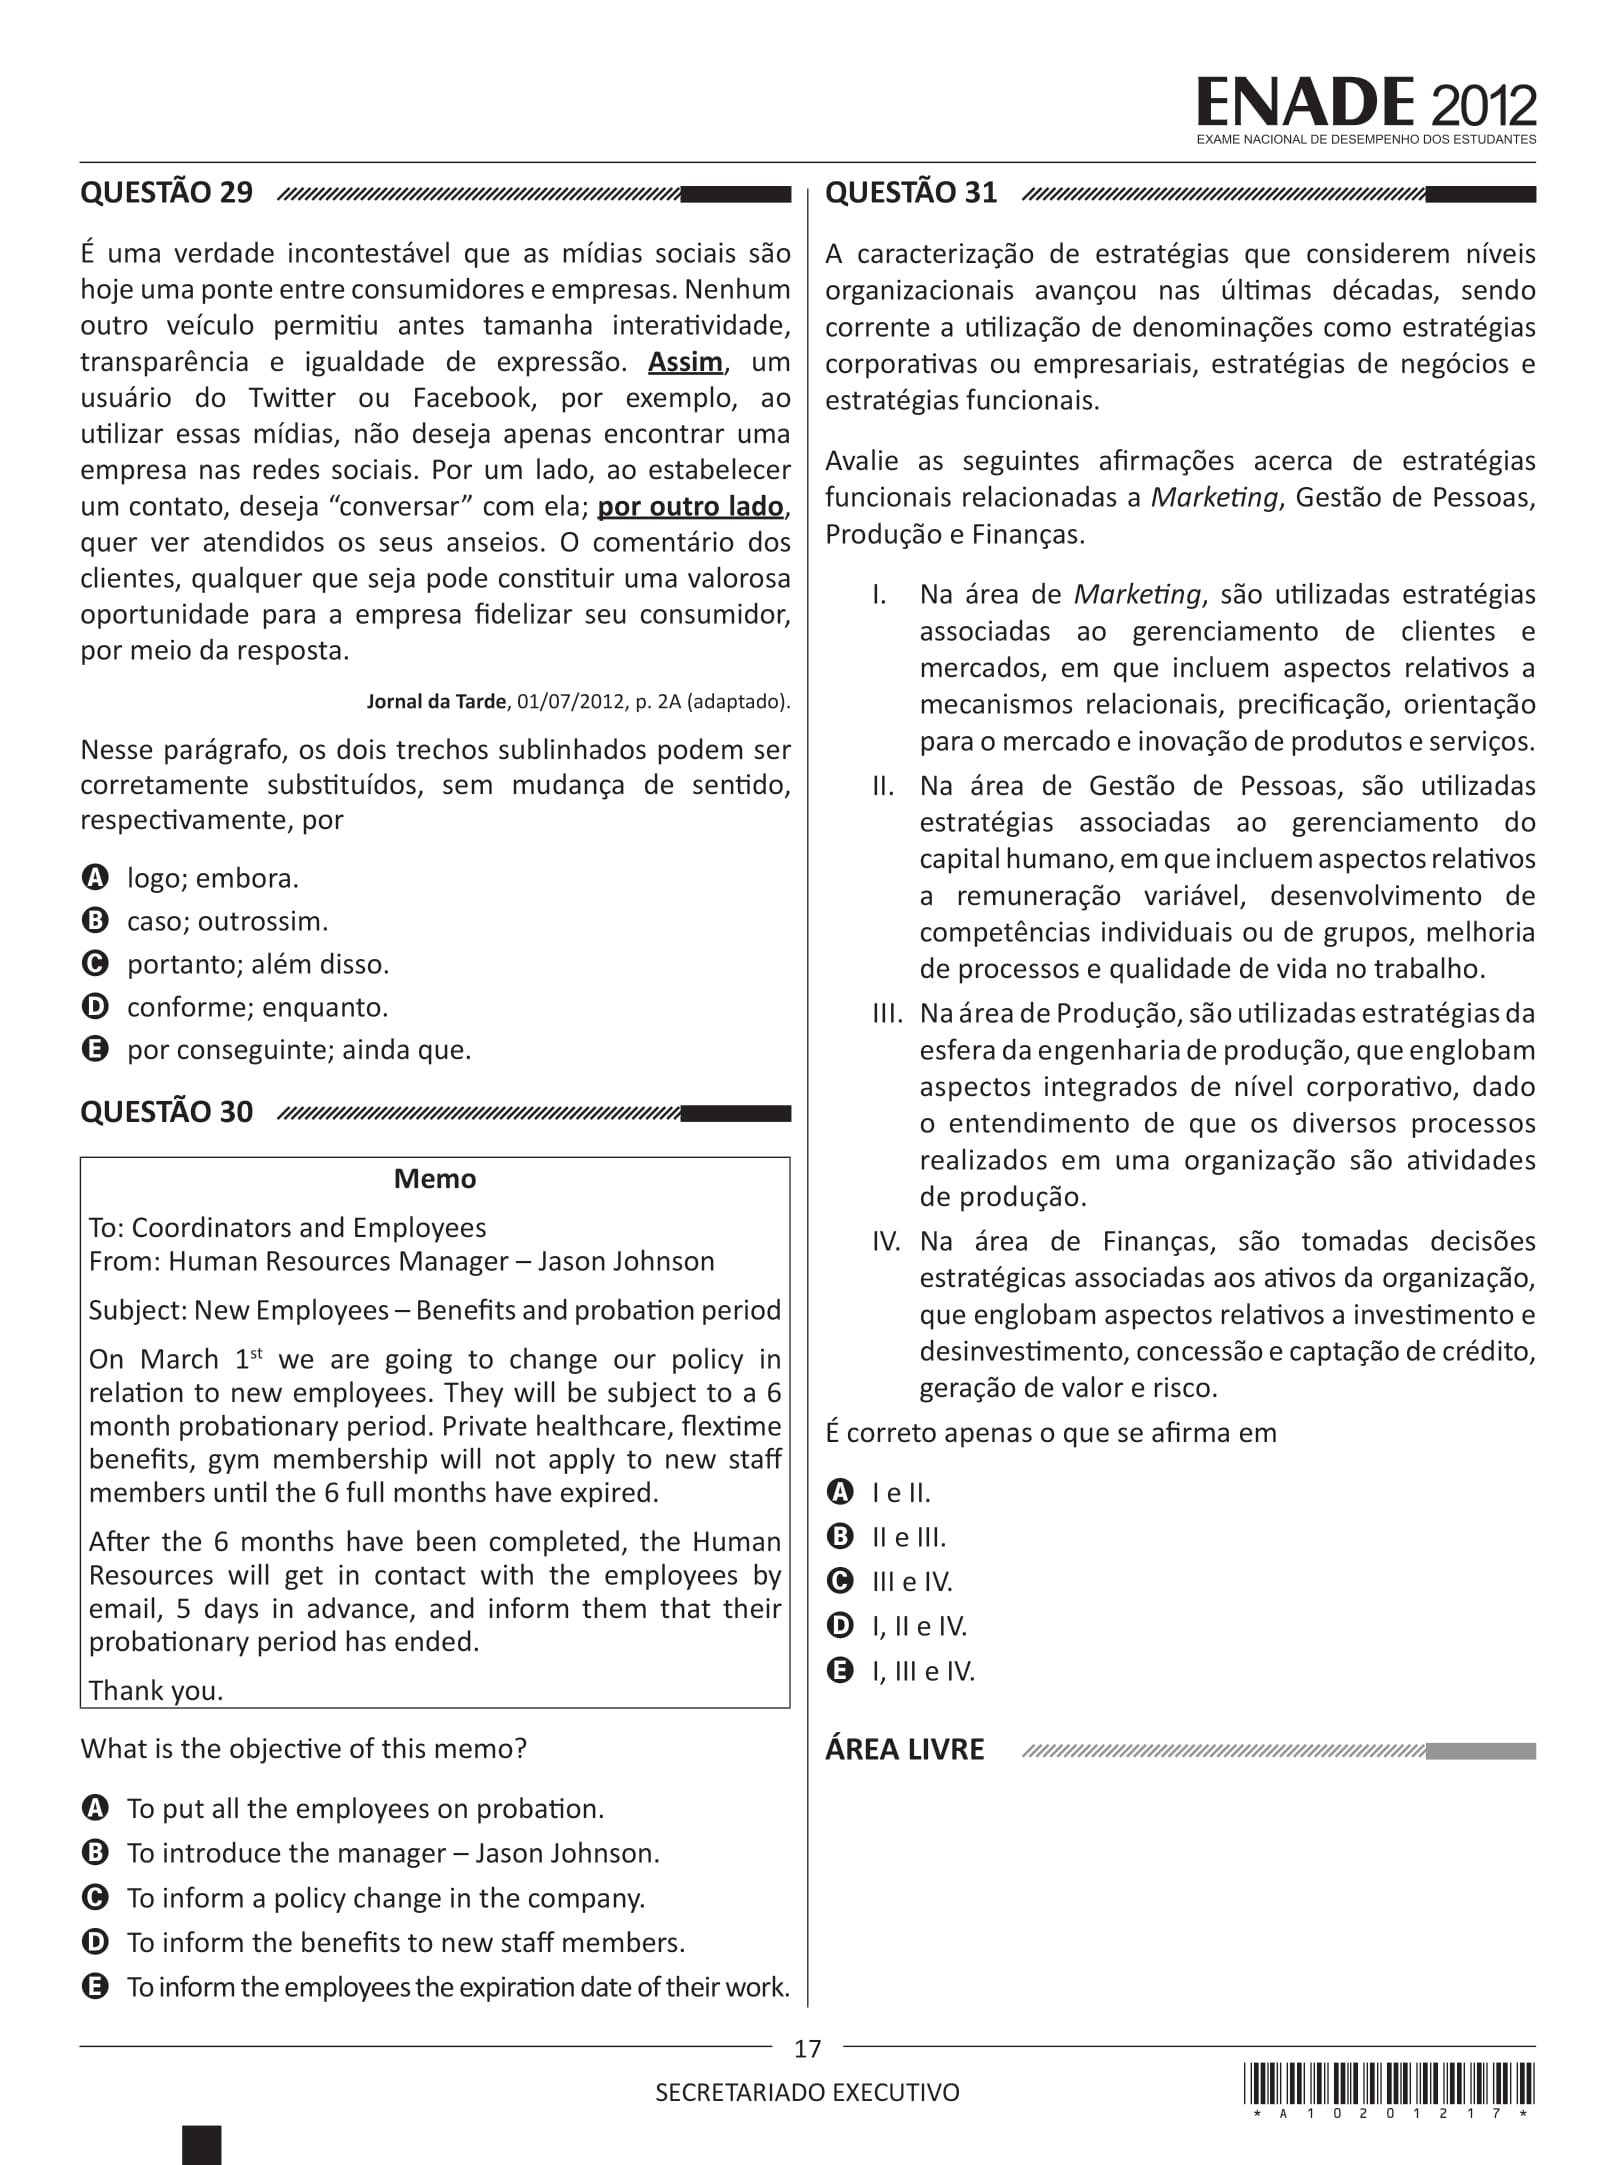 ENADE 2012
EXAME NACIONAL DE DESEMPENHO DOS ESTUDANTES
QUESTÃO 29
É uma verdade incontestável que as mídias sociais são
hoje uma ponte entre consumidores e empresas. Nenhum
outro veículo permitiu antes tamanha interatividade,
transparência e igualdade de expressão. Assim, um
usuário do Twitter ou Facebook, por exemplo, ao
utilizar essas mídias, não deseja apenas encontrar uma
empresa nas redes sociais. Por um lado, ao estabelecer
um contato, deseja “conversar” com ela; por outro lado,
quer ver atendidos os seus anseios. O comentário dos
clientes, qualquer que seja pode constituir uma valorosa
oportunidade para a empresa fidelizar seu consumidor,
por meio da resposta.
Jornal da Tarde, 01/07/2012, p. 2A (adaptado).
Nesse parágrafo, os dois trechos sublinhados podem ser
corretamente substituídos, sem mudança de sentido,
respectivamente, por
A logo; embora.
B caso; outrossim.
C portanto; além disso.
D conforme; enquanto.
E por conseguinte; ainda que.
QUESTÃO 30
Memo
To: Coordinators and Employees
From: Human Resources Manager – Jason Johnson
Subject: New Employees – Benefits and probation period
On March 1st we are going to change our policy in
relation to new employees. They will be subject to a 6
month probationary period. Private healthcare, flextime
benefits, gym membership will not apply to new staff
members until the 6 full months have expired.
After the 6 months have been completed, the Human
Resources will get in contact with the employees by
email, 5 days in advance, and inform them that their
probationary period has ended.
Thank you.
What is the objective of this memo?
A To put all the employees on probation.
B To introduce the manager – Jason Johnson.
C To inform a policy change in the company.
D To inform the benefits to new staff members.
E To inform the employees the expiration date of their work.
QUESTÃO 31
A caracterização de estratégias que considerem níveis
organizacionais avançou nas últimas décadas, sendo
corrente a utilização de denominações como estratégias
corporativas ou empresariais, estratégias de negócios e
estratégias funcionais.
Avalie as seguintes afirmações acerca de estratégias
funcionais relacionadas a Marketing, Gestão de Pessoas,
Produção e Finanças.
I. Na área de Marketing, são utilizadas estratégias
associadas ao gerenciamento de clientes e
mercados, em que incluem aspectos relativos a
mecanismos relacionais, precificação, orientação
para o mercado e inovação de produtos e serviços.
II. Na área de Gestão de Pessoas, são utilizadas
estratégias associadas ao gerenciamento do
capital humano, em que incluem aspectos relativos
a remuneração variável, desenvolvimento de
competências individuais ou de grupos, melhoria
de processos e qualidade de vida no trabalho.
III. Na área de Produção, são utilizadas estratégias da
esfera da engenharia de produção, que englobam
aspectos integrados de nível corporativo, dado
o entendimento de que os diversos processos
realizados em uma organização são atividades
de produção.
IV. Na área de Finanças, são tomadas decisões
estratégicas associadas aos ativos da organização,
que englobam aspectos relativos a investimento e
desinvestimento, concessão e captação de crédito,
geração de valor e risco.
É correto apenas o que se afirma em
A I e II.
B II e III.
C III e IV.
D I, II e IV.
E I, III e IV.
ÁREA LIVRE
17
SECRETARIADO EXECUTIVO
* A 1 0 2 0 1 2 1 7 *